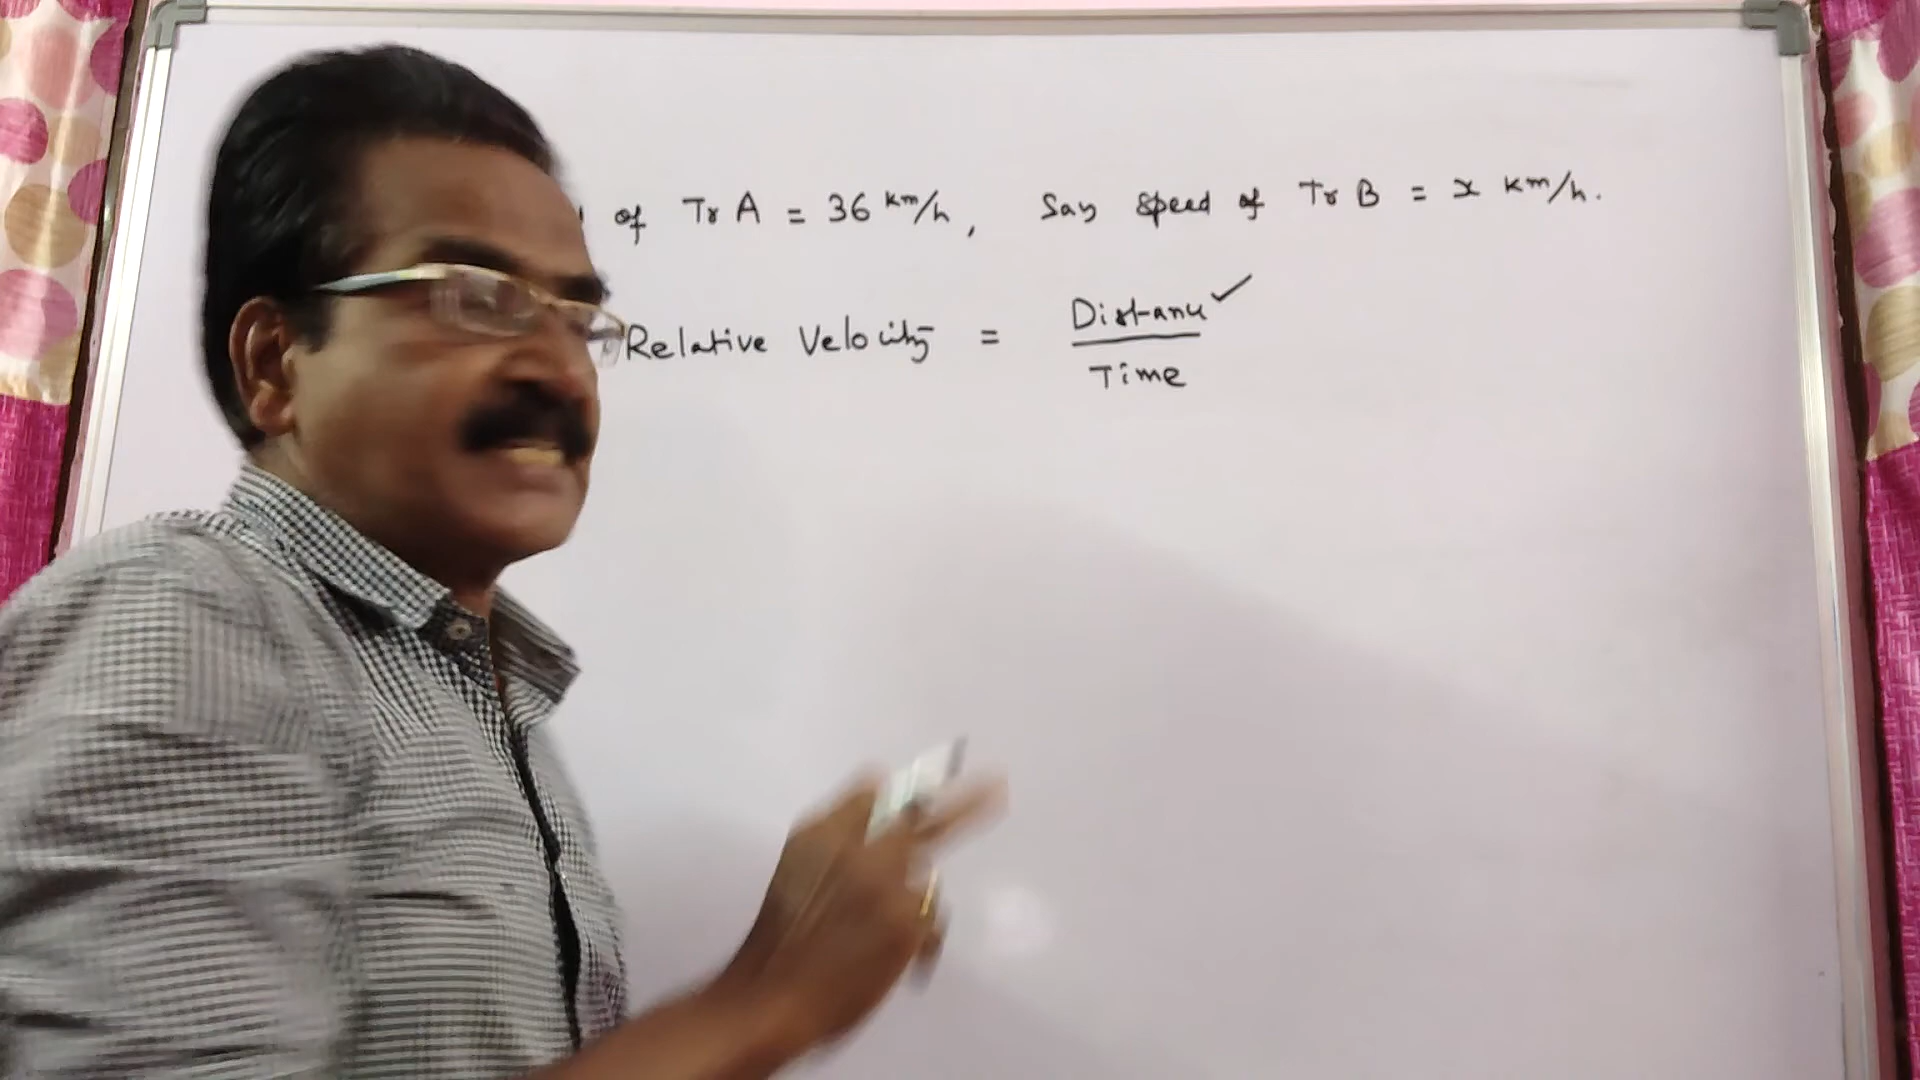 of Tr A = 36 km/h, Say Speed of Tr B = x km/h.
Relative Velocity = Distance ✓
Time